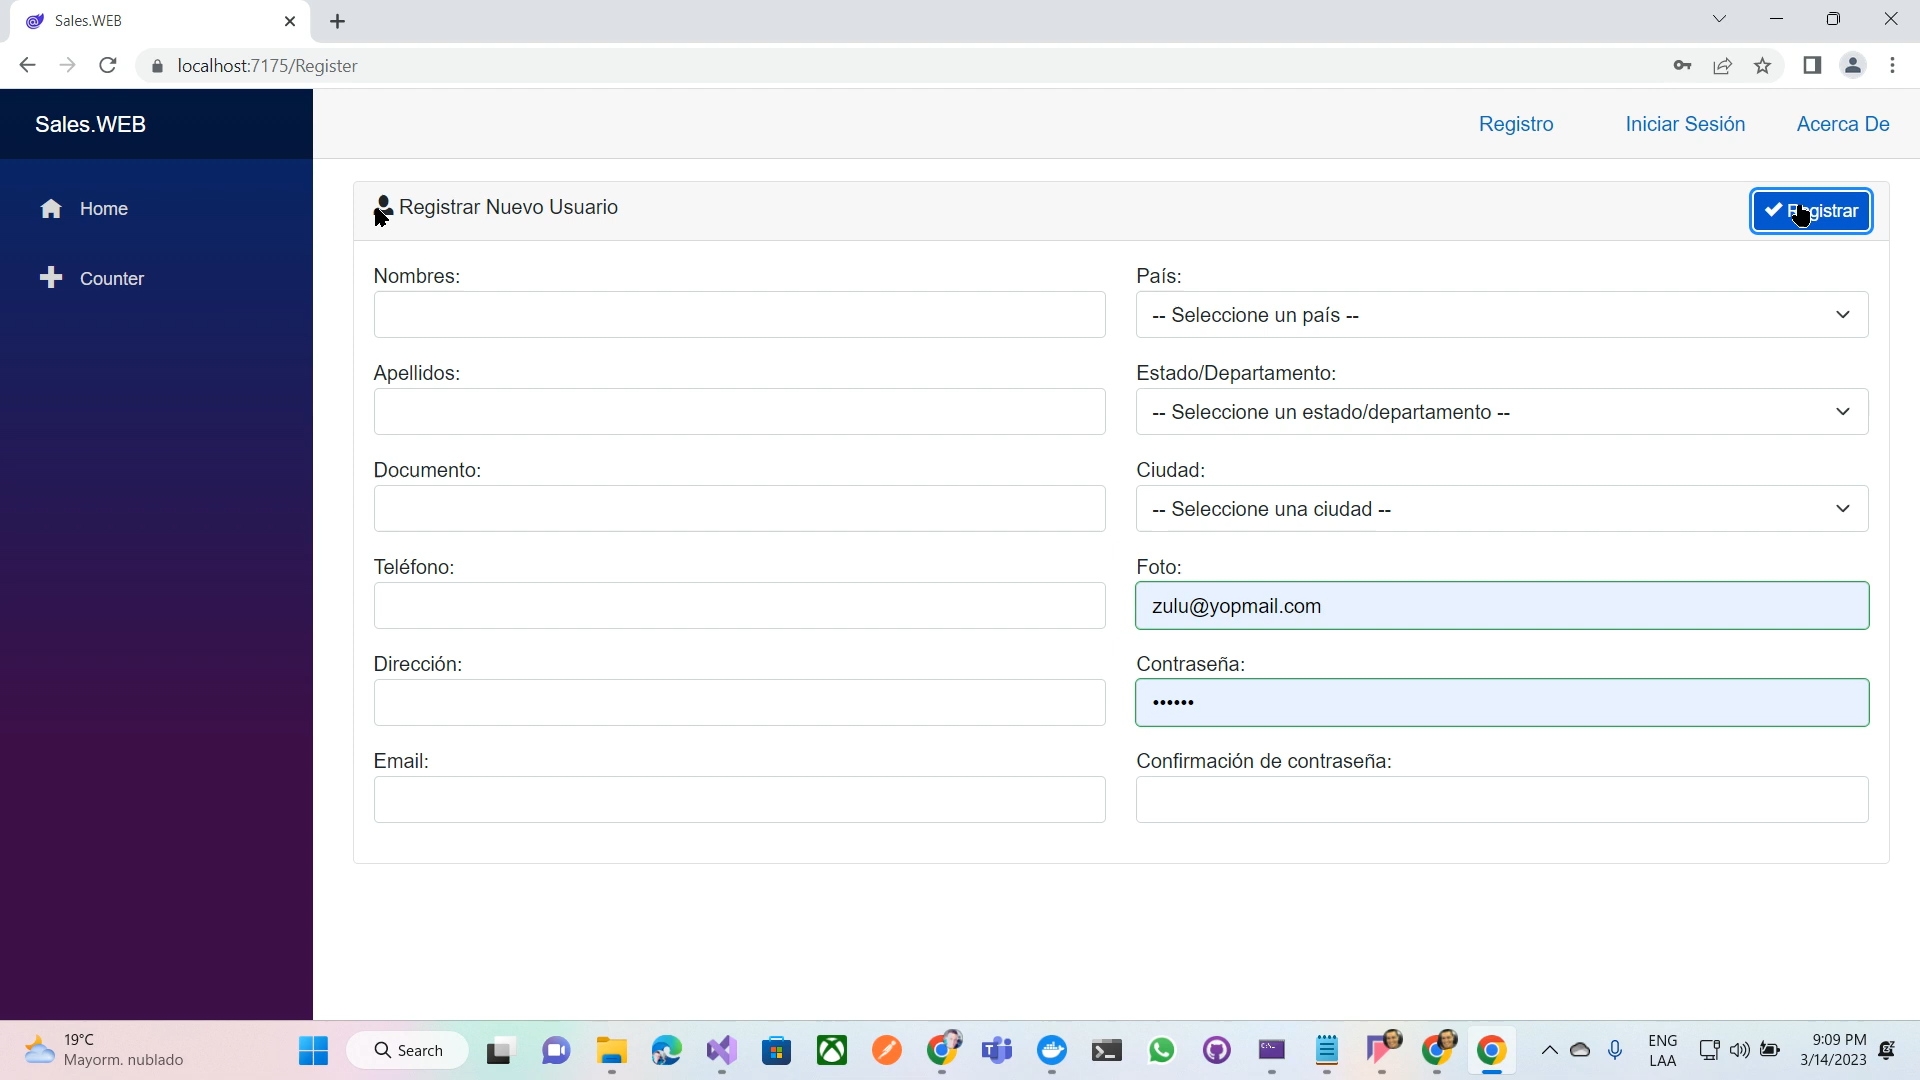 Sales.WEB
localhost:7175/Register
Sales.WEB
Registro
Iniciar Sesión
Acerca De
Home
Counter
Registrar Nuevo Usuario
Registrar
Nombres:
País:
-- Seleccione un país --
Apellidos:
Estado/Departamento:
-- Seleccione un estado/departamento --
Documento:
Ciudad:
-- Seleccione una ciudad --
Teléfono:
Foto:
zulu@yopmail.com
Dirección:
Contraseña:
••••••
Email:
Confirmación de contraseña:
19°C
Mayorm. nublado
Search
ENG
LAA
9:09 PM
3/14/2023